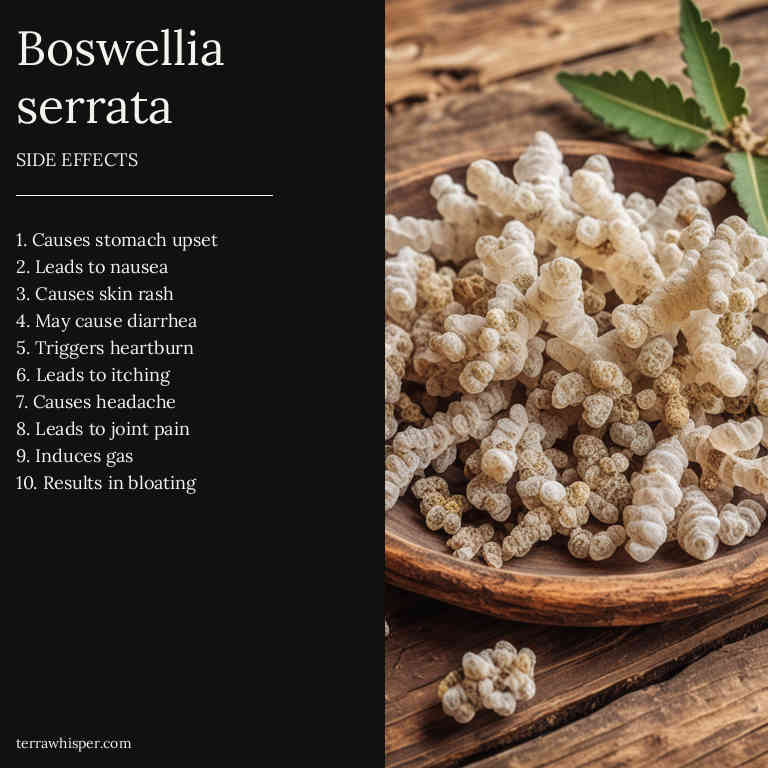 Boswellia
serrata
SIDE EFFECTS
1. Causes stomach upset
2. Leads to nausea
3. Causes skin rash
4. May cause diarrhea
5. Triggers heartburn
6. Leads to itching
7. Causes headache
8. Leads to joint pain
9. Induces gas
10. Results in bloating
terrawhisper.com